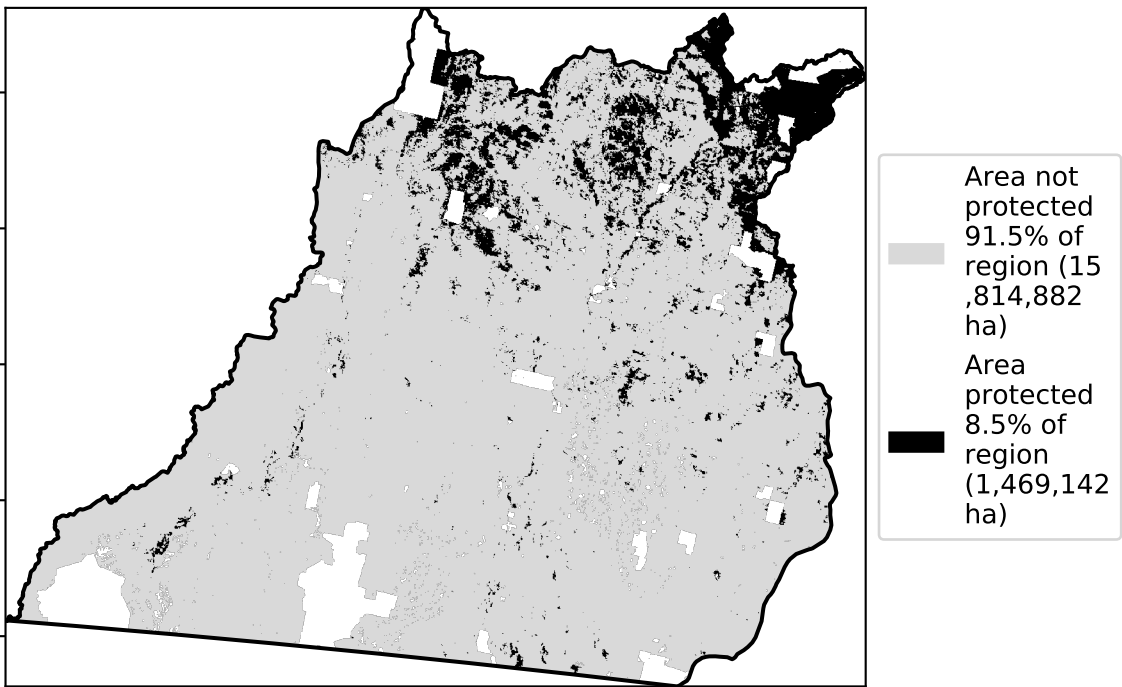 Area not
protected
91.5% of
region (15
,814,882
ha)
Area
protected
8.5% of
region
(1,469,142
ha)